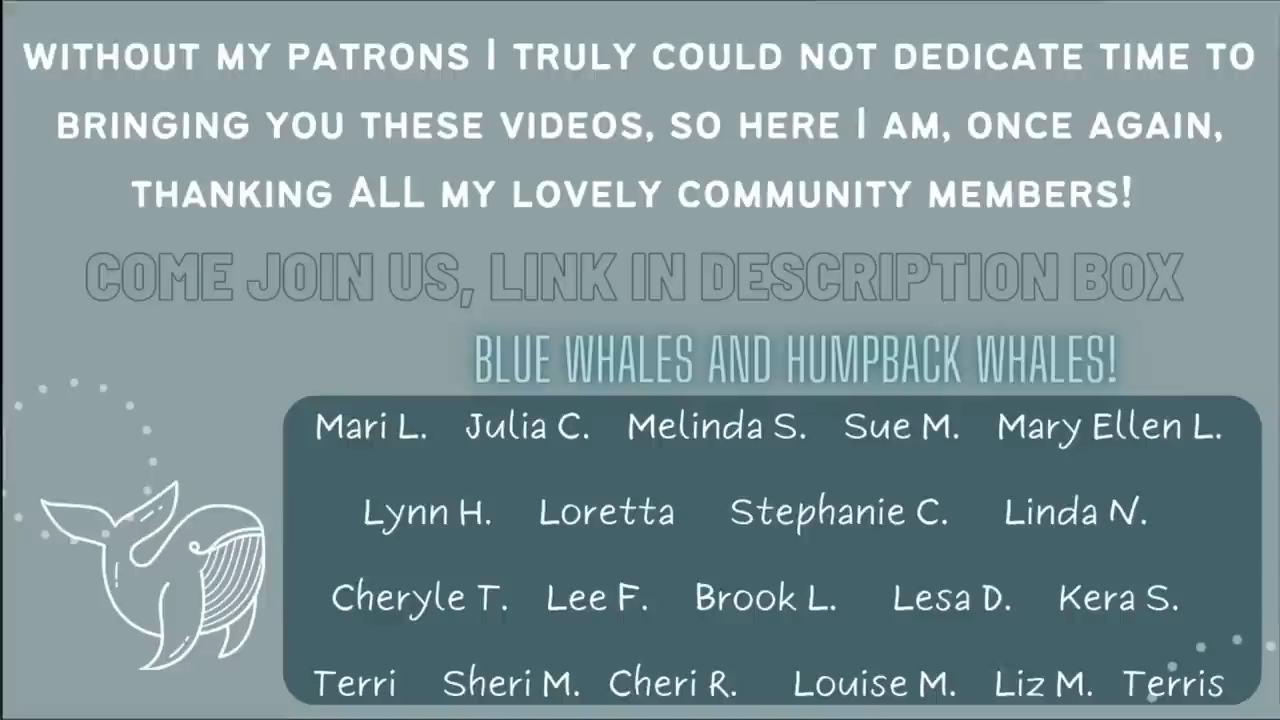 WITHOUT MY PATRONS I TRULY COULD NOT DEDICATE TIME TO
BRINGING YOU THESE VIDEOS, SO HERE I AM, ONCE AGAIN,
THANKING ALL MY LOVELY COMMUNITY MEMBERS!
COME JOIN US, LINK IN DESCRIPTION BOX
BLUE WHALES AND HUMPBACK WHALES!
Mari L. Julia C. Melinda S. Sue M. Mary Ellen L.
Lynn H. Loretta Stephanie C. Linda N.
Cheryle T. Lee F. Brook L. Lesa D. Kera S.
Terri Sheri M. Cheri R. Louise M. Liz M. Terris